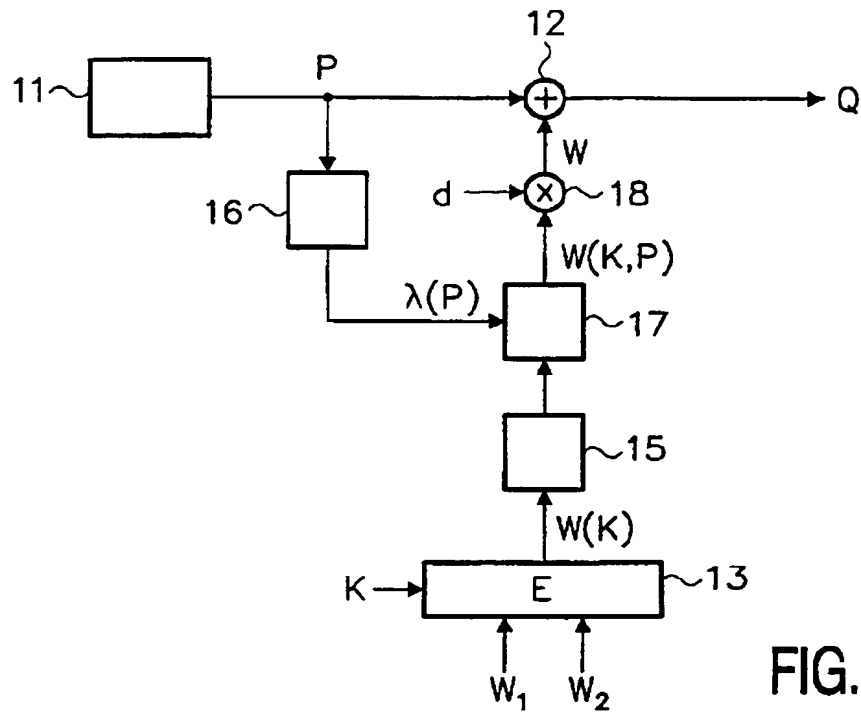 12
11
P
+
Q
W
16
d
×
18
W(K,P)
λ(P)
17
15
W(K)
K
E
13
W₁
W₂
FIG.